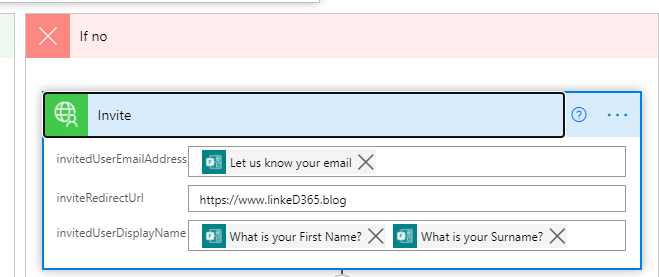 If no
Invite
invitedUserEmailAddress Let us know your email
inviteRedirectUrl https://www.linkeD365.blog
invitedUserDisplayName What is your First Name? What is your Surname?